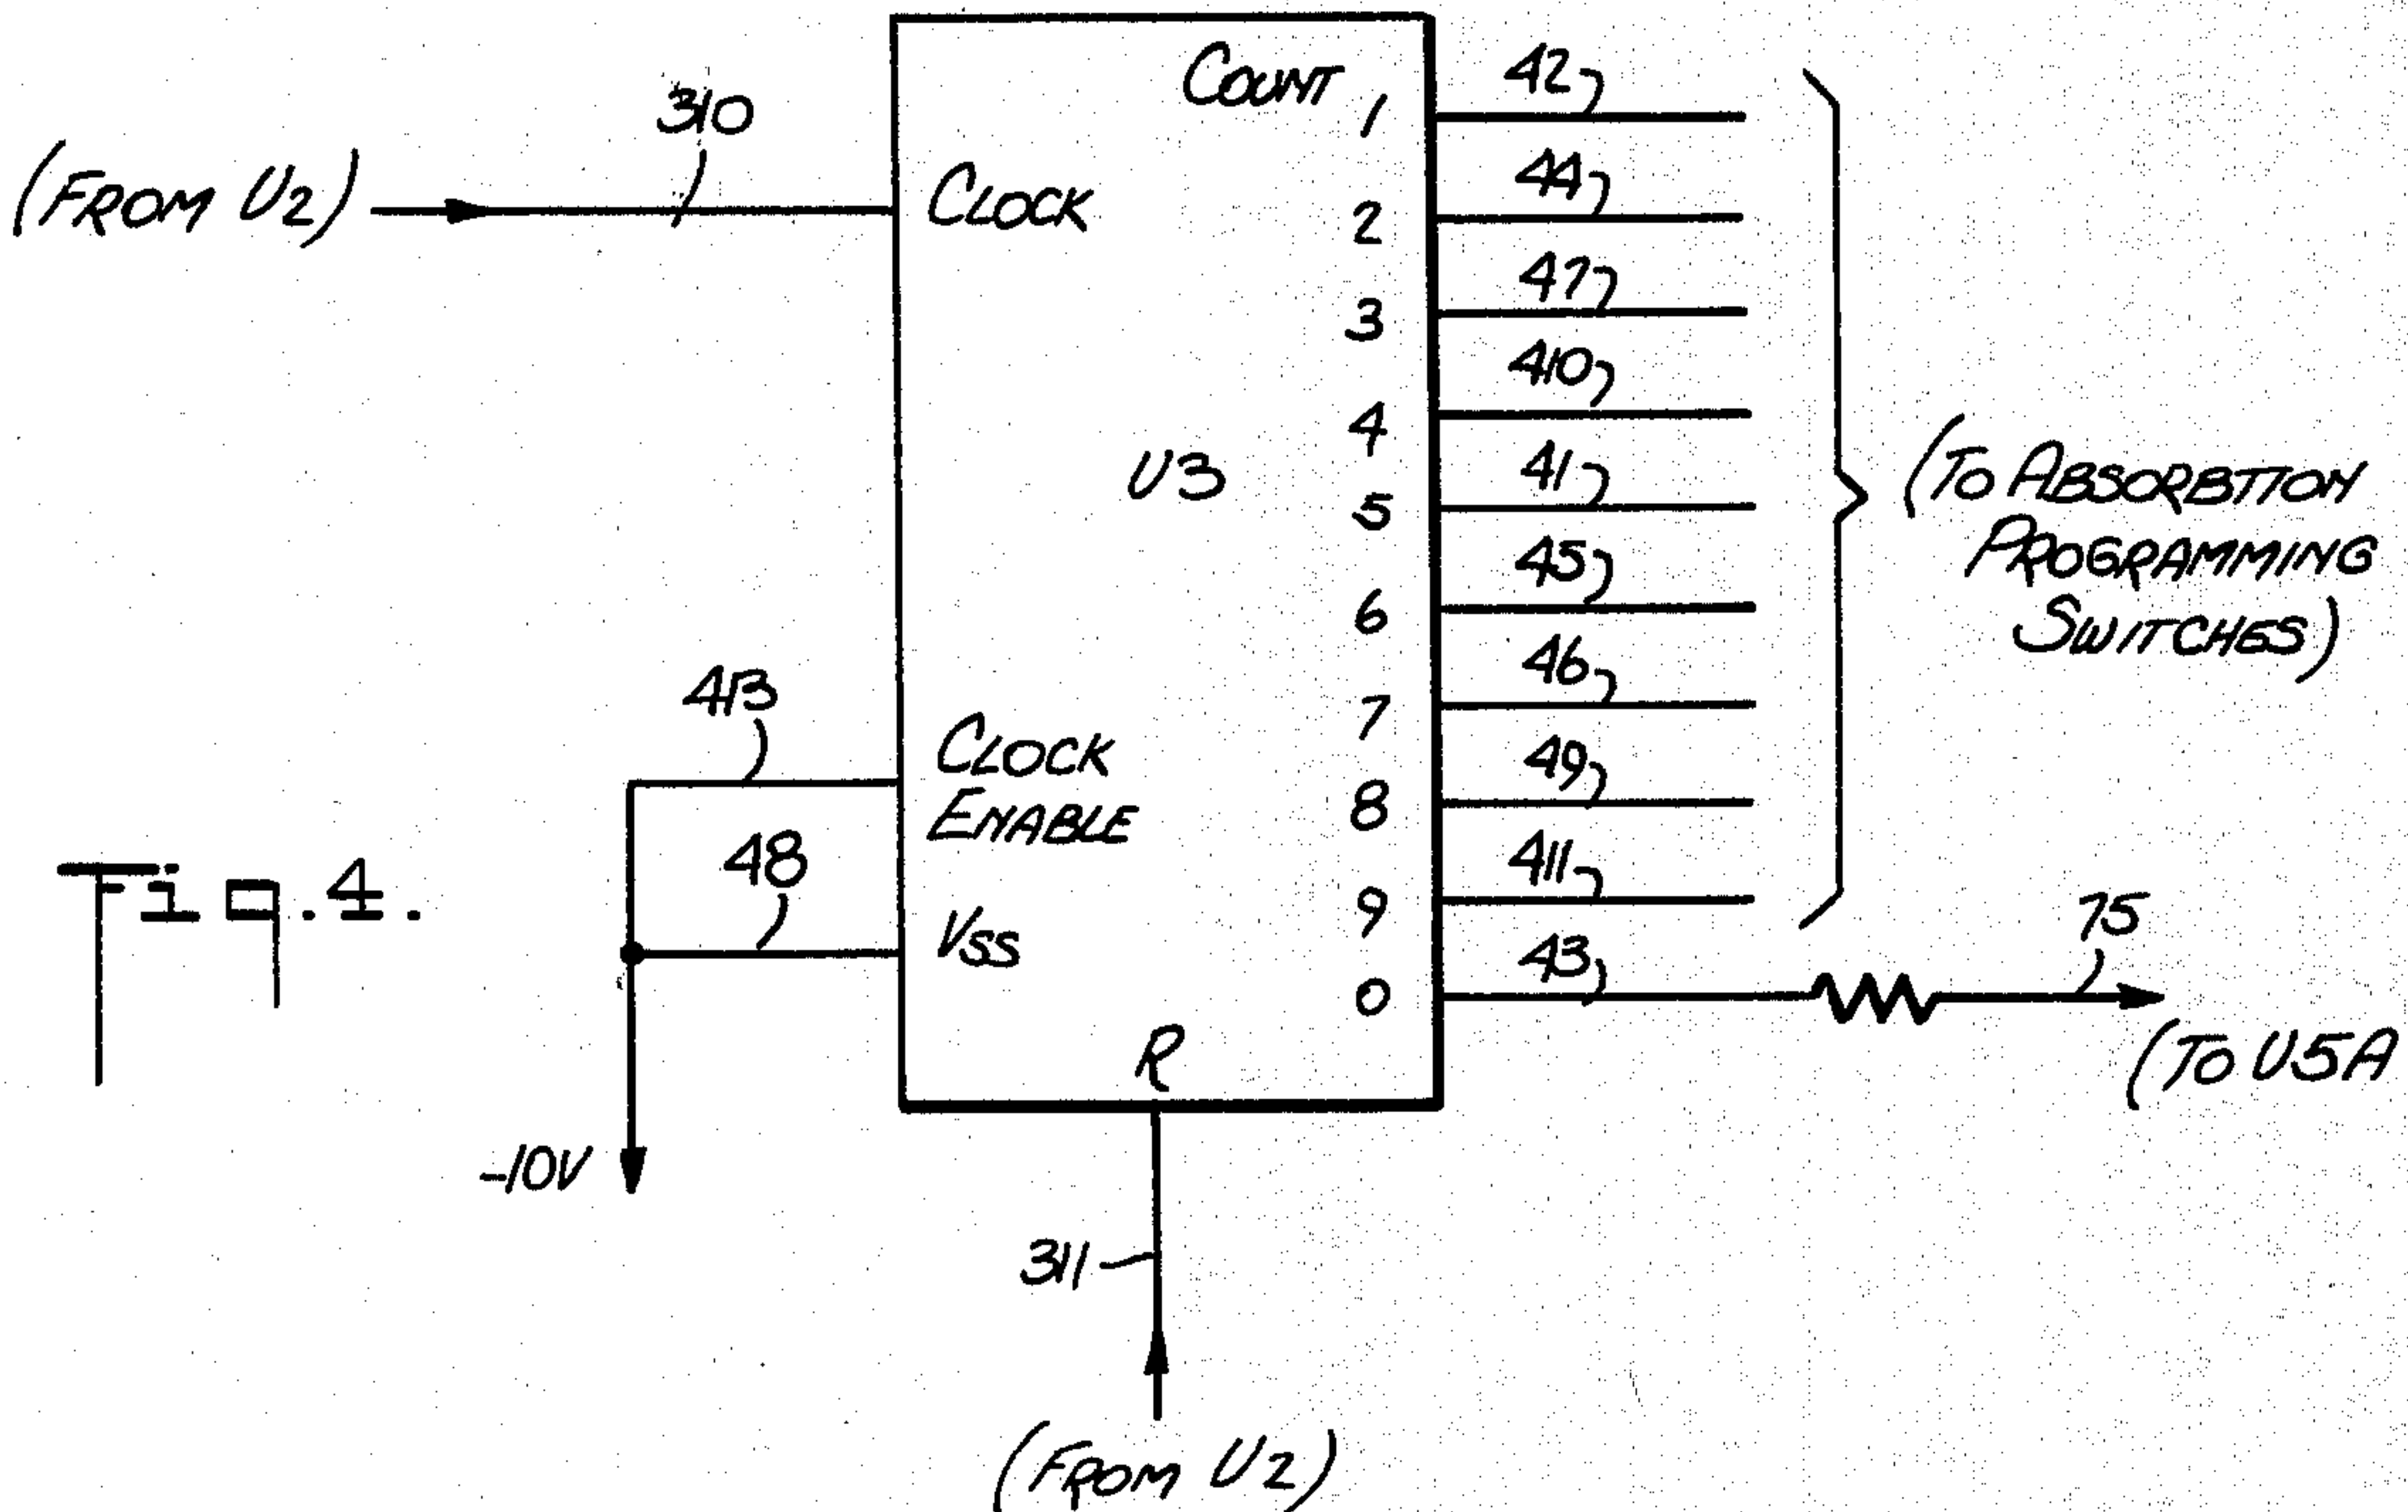 COUNT 1
42
310
(FROM U2)
CLOCK
44
2
47
3
410
4
U3
41
5
(TO ABSORBTION
PROGRAMMING
SWITCHES)
45
6
46
7
413
CLOCK
ENABLE
49
8
48
VSS
411
9
43
0
75
(TO U5A
R
-10V
311
(FROM U2)
Fig.4.